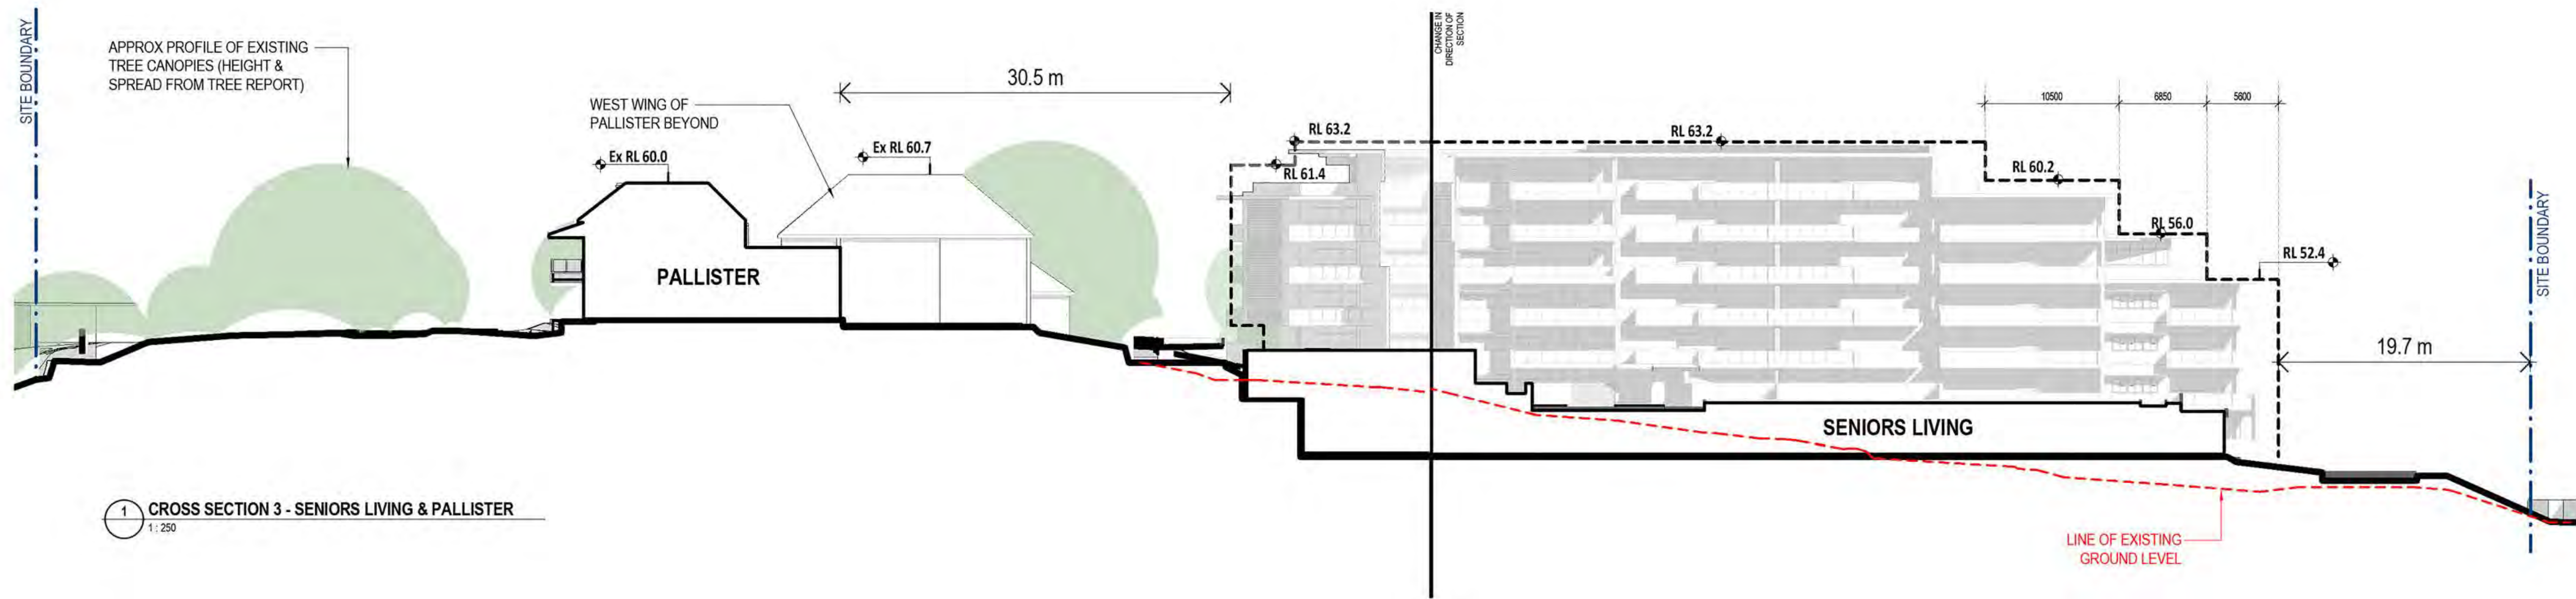 SITE BOUNDARY
APPROX PROFILE OF EXISTING
TREE CANOPIES (HEIGHT &
SPREAD FROM TREE REPORT)
WEST WING OF
PALLISTER BEYOND
30.5 m
Ex RL 60.0
Ex RL 60.7
PALLISTER
CHANGE IN
DIRECTION OF
SECTION
RL 63.2
RL 61.4
RL 63.2
10500
6850
5600
RL 60.2
RL 56.0
RL 52.4
SITE BOUNDARY
19.7 m
SENIORS LIVING
LINE OF EXISTING
GROUND LEVEL
1
CROSS SECTION 3 - SENIORS LIVING & PALLISTER
1 : 250